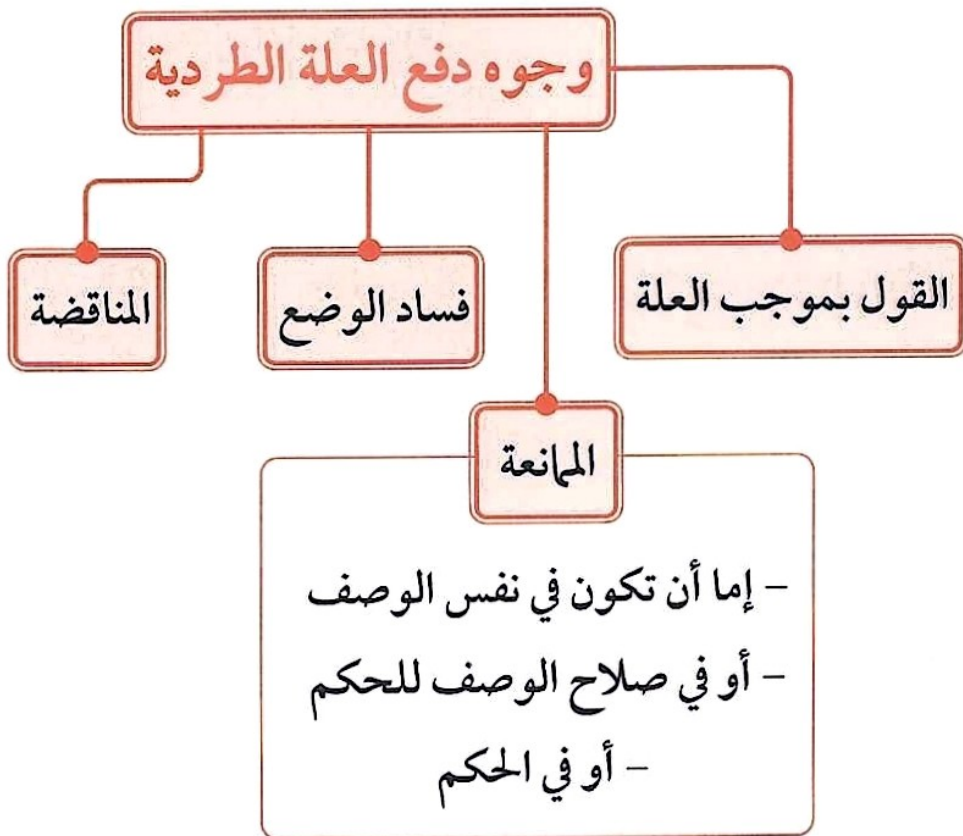 وجوه دفع العلة الطردية
القول بموجب العلة
فساد الوضع
المناقضة
الممانعة
– إما أن تكون في نفس الوصف
– أو في صلاح الوصف للحكم
– أو في الحكم